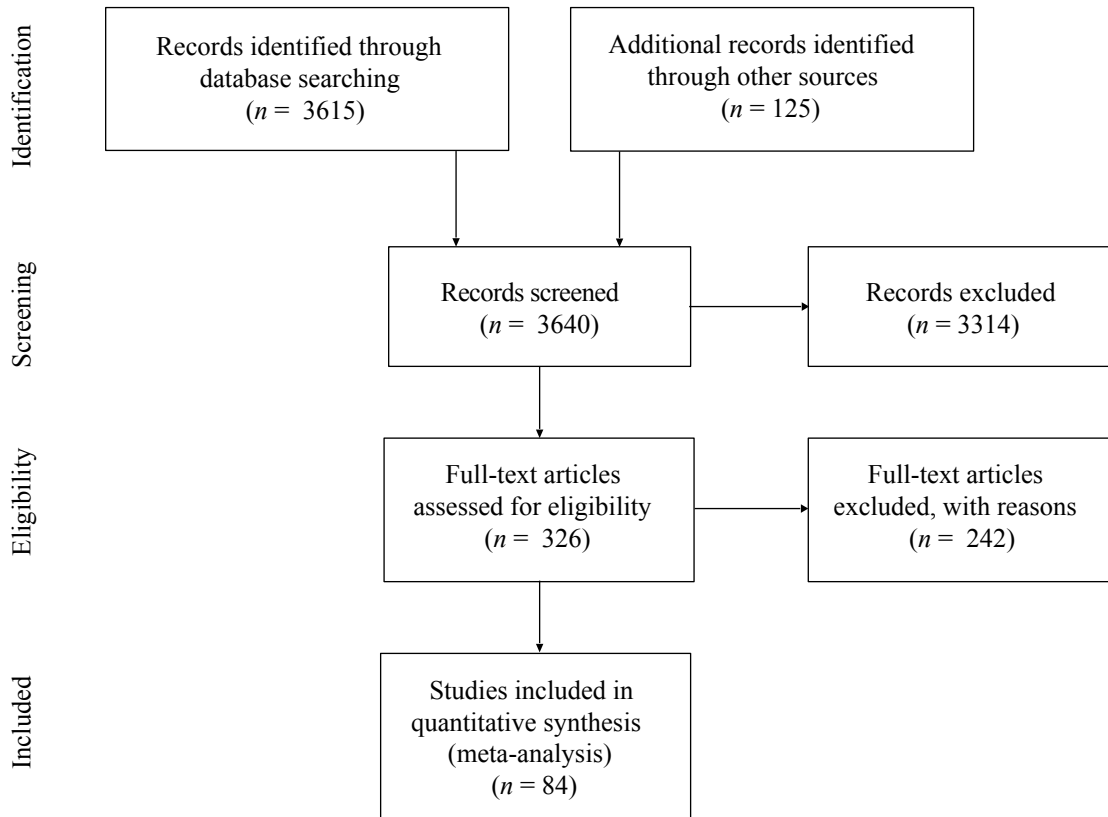 Identification
Records identified through
database searching
(n = 3615)
Additional records identified
through other sources
(n = 125)
Screening
Records screened
(n = 3640)
Records excluded
(n = 3314)
Eligibility
Full-text articles
assessed for eligibility
(n = 326)
Full-text articles
excluded, with reasons
(n = 242)
Included
Studies included in
quantitative synthesis
(meta-analysis)
(n = 84)